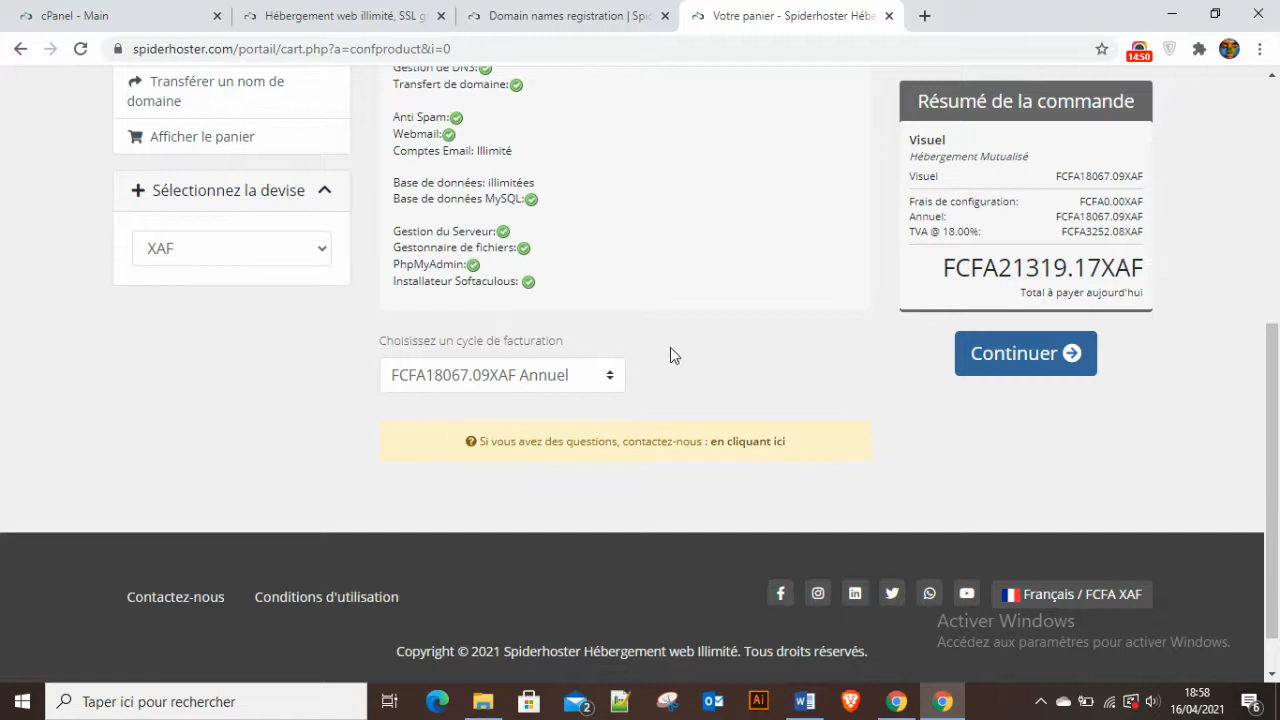 cPanel - Main
Hébergement web illimité, SSL g
Domain names registration | Spi
Votre panier - Spiderhoster Héb
spiderhoster.com/portail/cart.php?a=confproduct&i=0
14:50
Transférer un nom de
domaine
Afficher le panier
Sélectionnez la devise
XAF
Gestion de DNS:
Transfert de domaine:
Anti Spam:
Webmail:
Comptes Email: Illimité
Base de données: illimitées
Base de données MySQL:
Gestion du Serveur:
Gestonnaire de fichiers:
PhpMyAdmin:
Installateur Softaculous:
Choisissez un cycle de facturation
FCFA18067.09XAF Annuel
Si vous avez des questions, contactez-nous : en cliquant ici
Résumé de la commande
Visuel
Hébergement Mutualisé
Visuel FCFA18067.09XAF
Frais de configuration: FCFA0.00XAF
Annuel: FCFA18067.09XAF
TVA @ 18.00%: FCFA3252.08XAF
FCFA21319.17XAF
Total à payer aujourd'hui
Continuer
Contactez-nous Conditions d'utilisation
Français / FCFA XAF
Activer Windows
Accédez aux paramètres pour activer Windows.
Copyright © 2021 Spiderhoster Hébergement web Illimité. Tous droits réservés.
Taper ici pour rechercher
2
18:58
16/04/2021
6